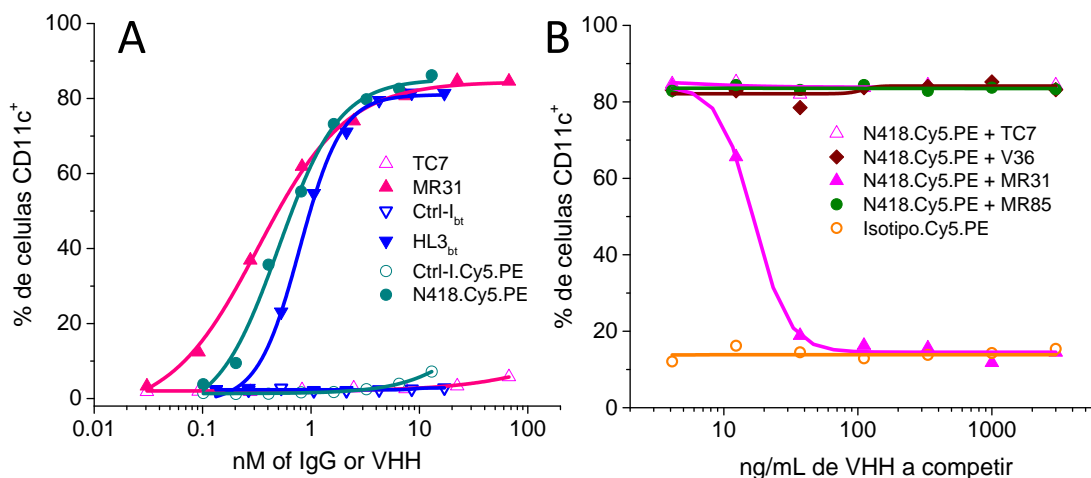 A
% de celulas CD11c+
100
80
60
40
20
0
0.01
0.1
1
10
100
nM of IgG or VHH
TC7
MR31
Ctrl-Ibt
HL3bt
Ctrl-I.Cy5.PE
N418.Cy5.PE
B
% de celulas CD11c+
100
80
60
40
20
0
10
100
1000
ng/mL de VHH a competir
N418.Cy5.PE + TC7
N418.Cy5.PE + V36
N418.Cy5.PE + MR31
N418.Cy5.PE + MR85
Isotipo.Cy5.PE